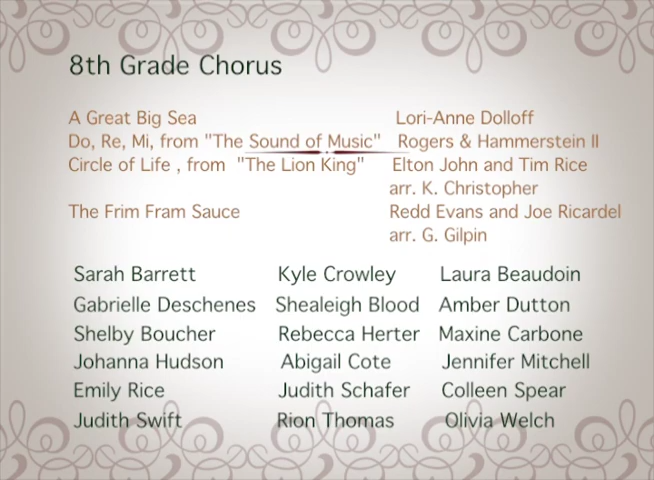 8th Grade Chorus
A Great Big Sea Lori-Anne Dolloff
Do, Re, Mi, from "The Sound of Music" Rogers & Hammerstein II
Circle of Life , from "The Lion King" Elton John and Tim Rice
arr. K. Christopher
The Frim Fram Sauce Redd Evans and Joe Ricardel
arr. G. Gilpin
Sarah Barrett Kyle Crowley Laura Beaudoin
Gabrielle Deschenes Shealeigh Blood Amber Dutton
Shelby Boucher Rebecca Herter Maxine Carbone
Johanna Hudson Abigail Cote Jennifer Mitchell
Emily Rice Judith Schafer Colleen Spear
Judith Swift Rion Thomas Olivia Welch